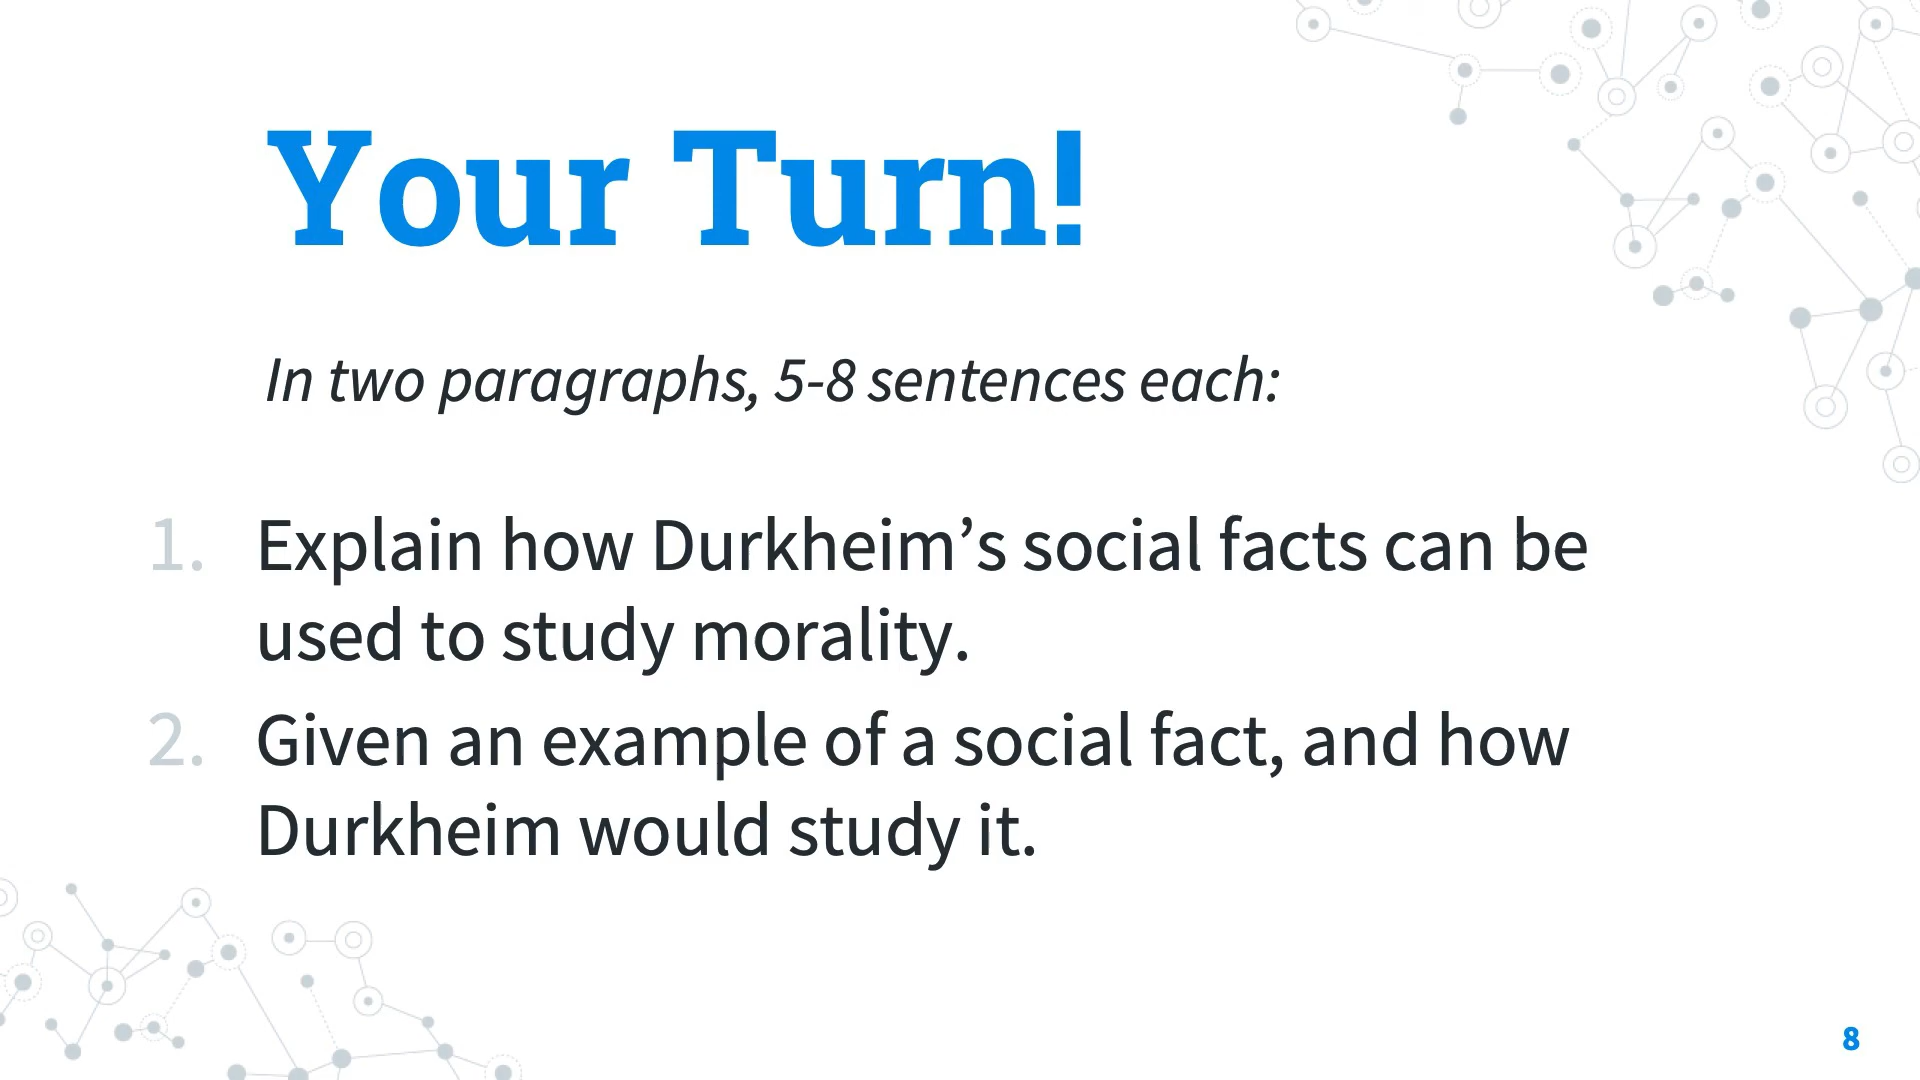 Your Turn!
In two paragraphs, 5-8 sentences each:
1. Explain how Durkheim’s social facts can be
used to study morality.
2. Given an example of a social fact, and how
Durkheim would study it.
8